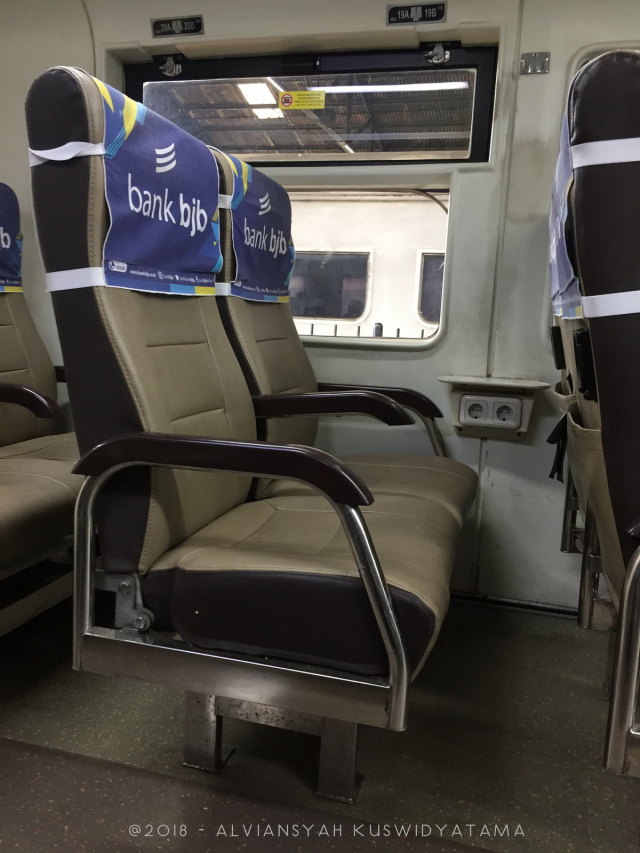 20A 20B
19A 19B
bank bjb
bank bjb
b
@2018 - ALVIANSYAH KUSWIDYATAMA